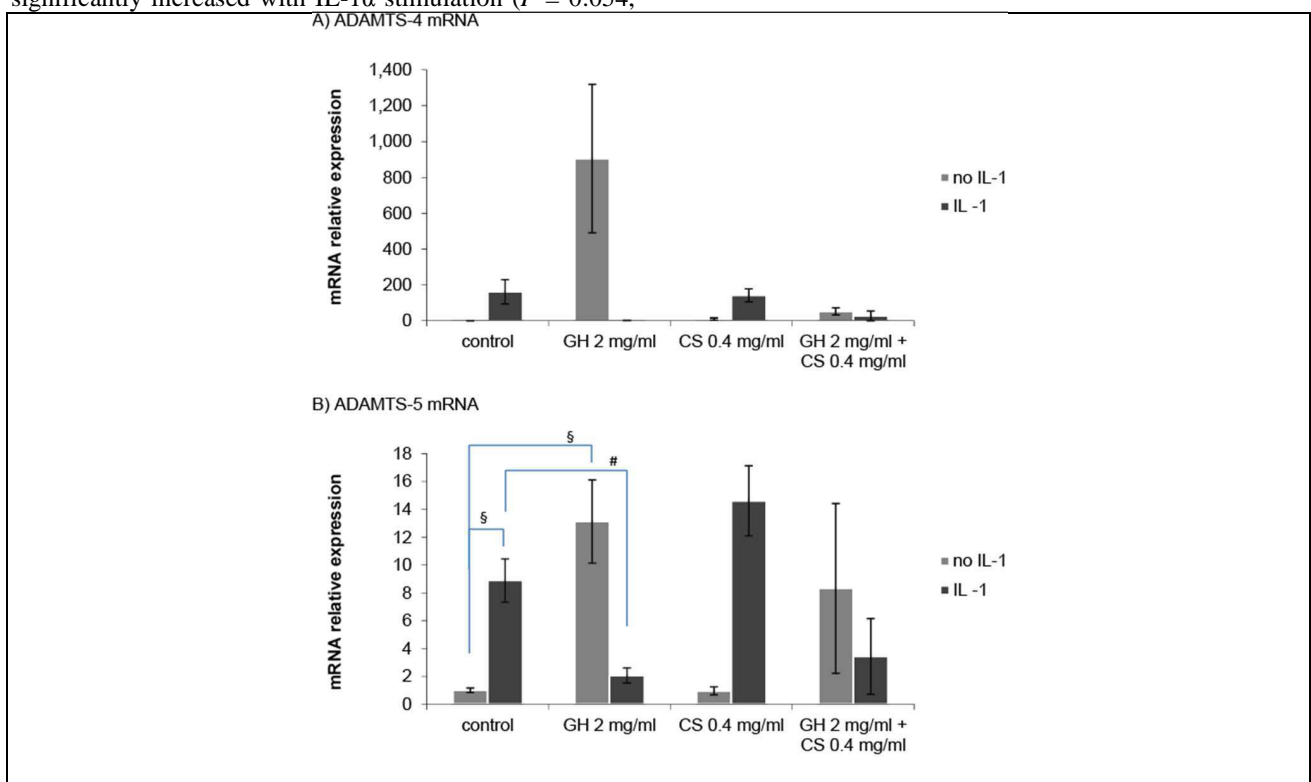 significantly increased with IL-1α stimulation (P = 0.054,
A) ADAMTS-4 mRNA
mRNA relative expression
1,400
1,200
1,000
800
600
400
200
0
control
GH 2 mg/ml
CS 0.4 mg/ml
GH 2 mg/ml +
CS 0.4 mg/ml
no IL-1
IL -1
B) ADAMTS-5 mRNA
mRNA relative expression
18
16
14
12
10
8
6
4
2
0
§
#
§
control
GH 2 mg/ml
CS 0.4 mg/ml
GH 2 mg/ml +
CS 0.4 mg/ml
no IL-1
IL -1